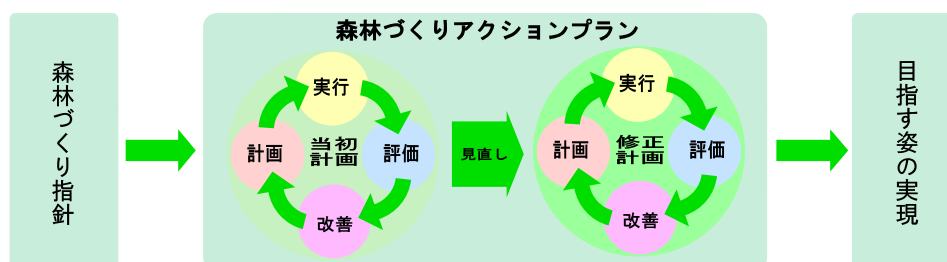 森林づくり指針
森林づくりアクションプラン
実行
計画
当初
計画
評価
改善
見直し
実行
計画
修正
計画
評価
改善
目指す姿の実現